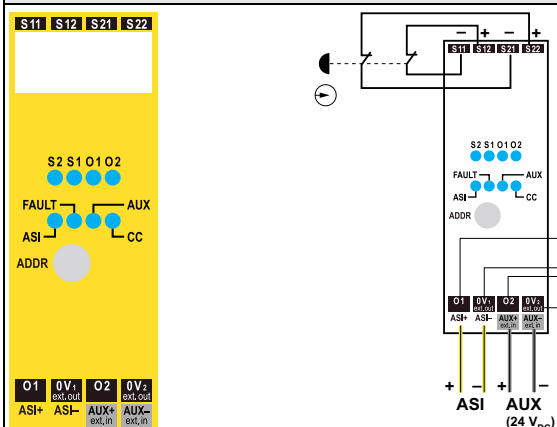 S11 S12 S21 S22
S2 S1 O1 O2
FAULT AUX
ASI CC
ADDR
O1 0V1 ext.out O2 0V2 ext.out
ASI+ ASI– AUX+ ext.in AUX– ext.in
– + – +
S11 S12 S21 S22
S2 S1 O1 O2
FAULT AUX
ASI CC
ADDR
O1 0V1 ext.out O2 0V2 ext.out
ASI+ ASI– AUX+ ext.in AUX– ext.in
+ – + –
ASI AUX
(24 VDC)